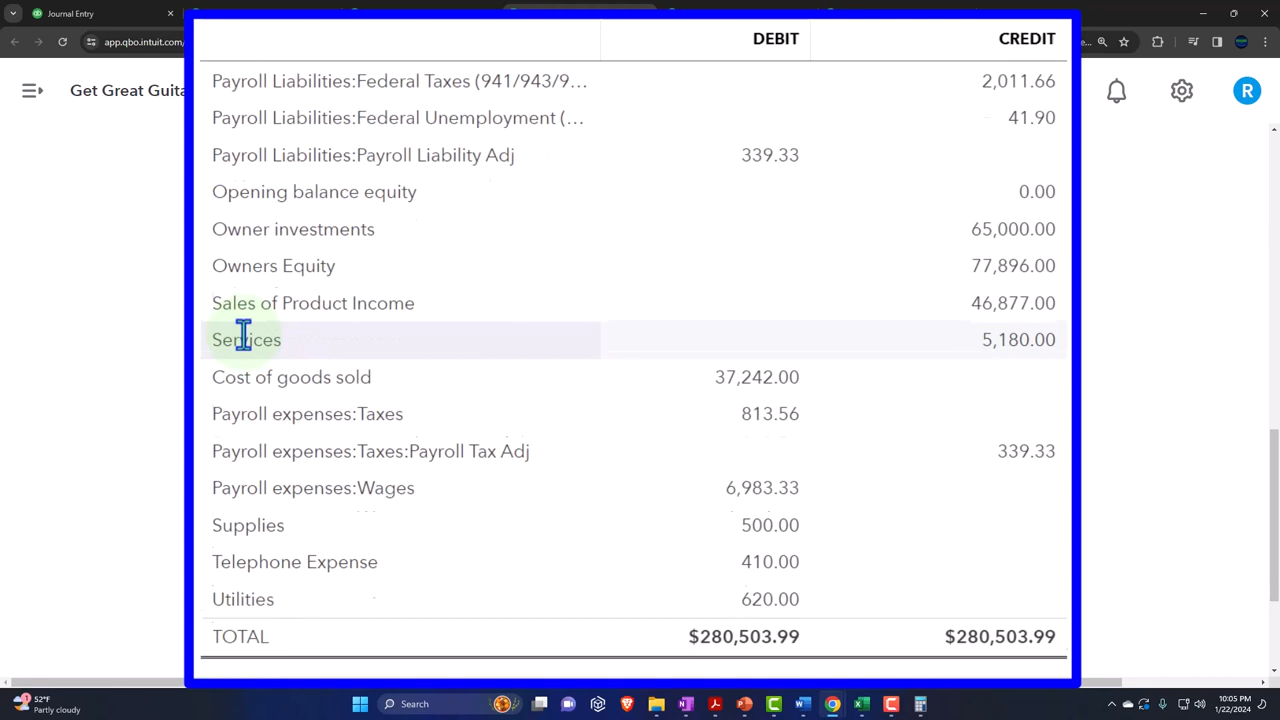 Journal Entry
app.qbo.intuit.com
Get Great Guita
R
DEBIT CREDIT
Payroll Liabilities:Federal Taxes (941/943/9... 2,011.66
Payroll Liabilities:Federal Unemployment (... 41.90
Payroll Liabilities:Payroll Liability Adj 339.33
Opening balance equity 0.00
Owner investments 65,000.00
Owners Equity 77,896.00
Sales of Product Income 46,877.00
Services 5,180.00
Cost of goods sold 37,242.00
Payroll expenses:Taxes 813.56
Payroll expenses:Taxes:Payroll Tax Adj 339.33
Payroll expenses:Wages 6,983.33
Supplies 500.00
Telephone Expense 410.00
Utilities 620.00
TOTAL $280,503.99 $280,503.99
52°F
Partly cloudy
Search
10:05 PM
1/22/2024